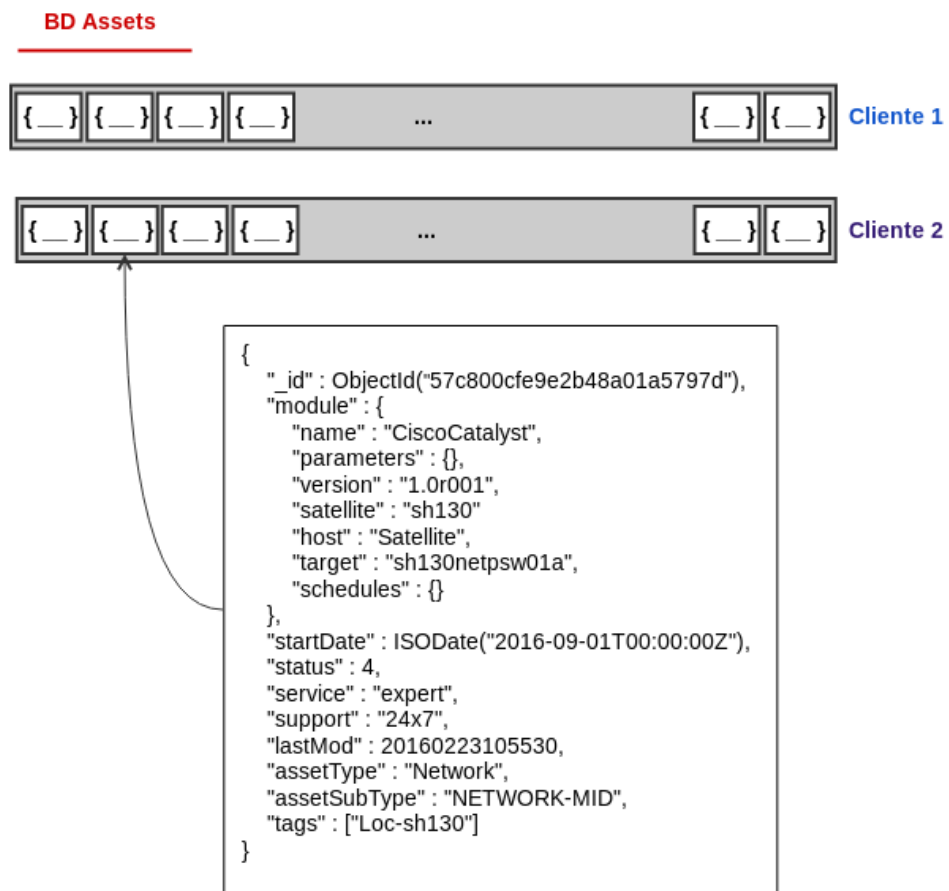 BD Assets
{ __ } { __ } { __ } { __ } ... { __ } { __ } Cliente 1
{ __ } { __ } { __ } { __ } ... { __ } { __ } Cliente 2
{
"_id" : ObjectId("57c800cfe9e2b48a01a5797d"),
"module" : {
"name" : "CiscoCatalyst",
"parameters" : {},
"version" : "1.0r001",
"satellite" : "sh130"
"host" : "Satellite",
"target" : "sh130netpsw01a",
"schedules" : {}
},
"startDate" : ISODate("2016-09-01T00:00:00Z"),
"status" : 4,
"service" : "expert",
"support" : "24x7",
"lastMod" : 20160223105530,
"assetType" : "Network",
"assetSubType" : "NETWORK-MID",
"tags" : ["Loc-sh130"]
}